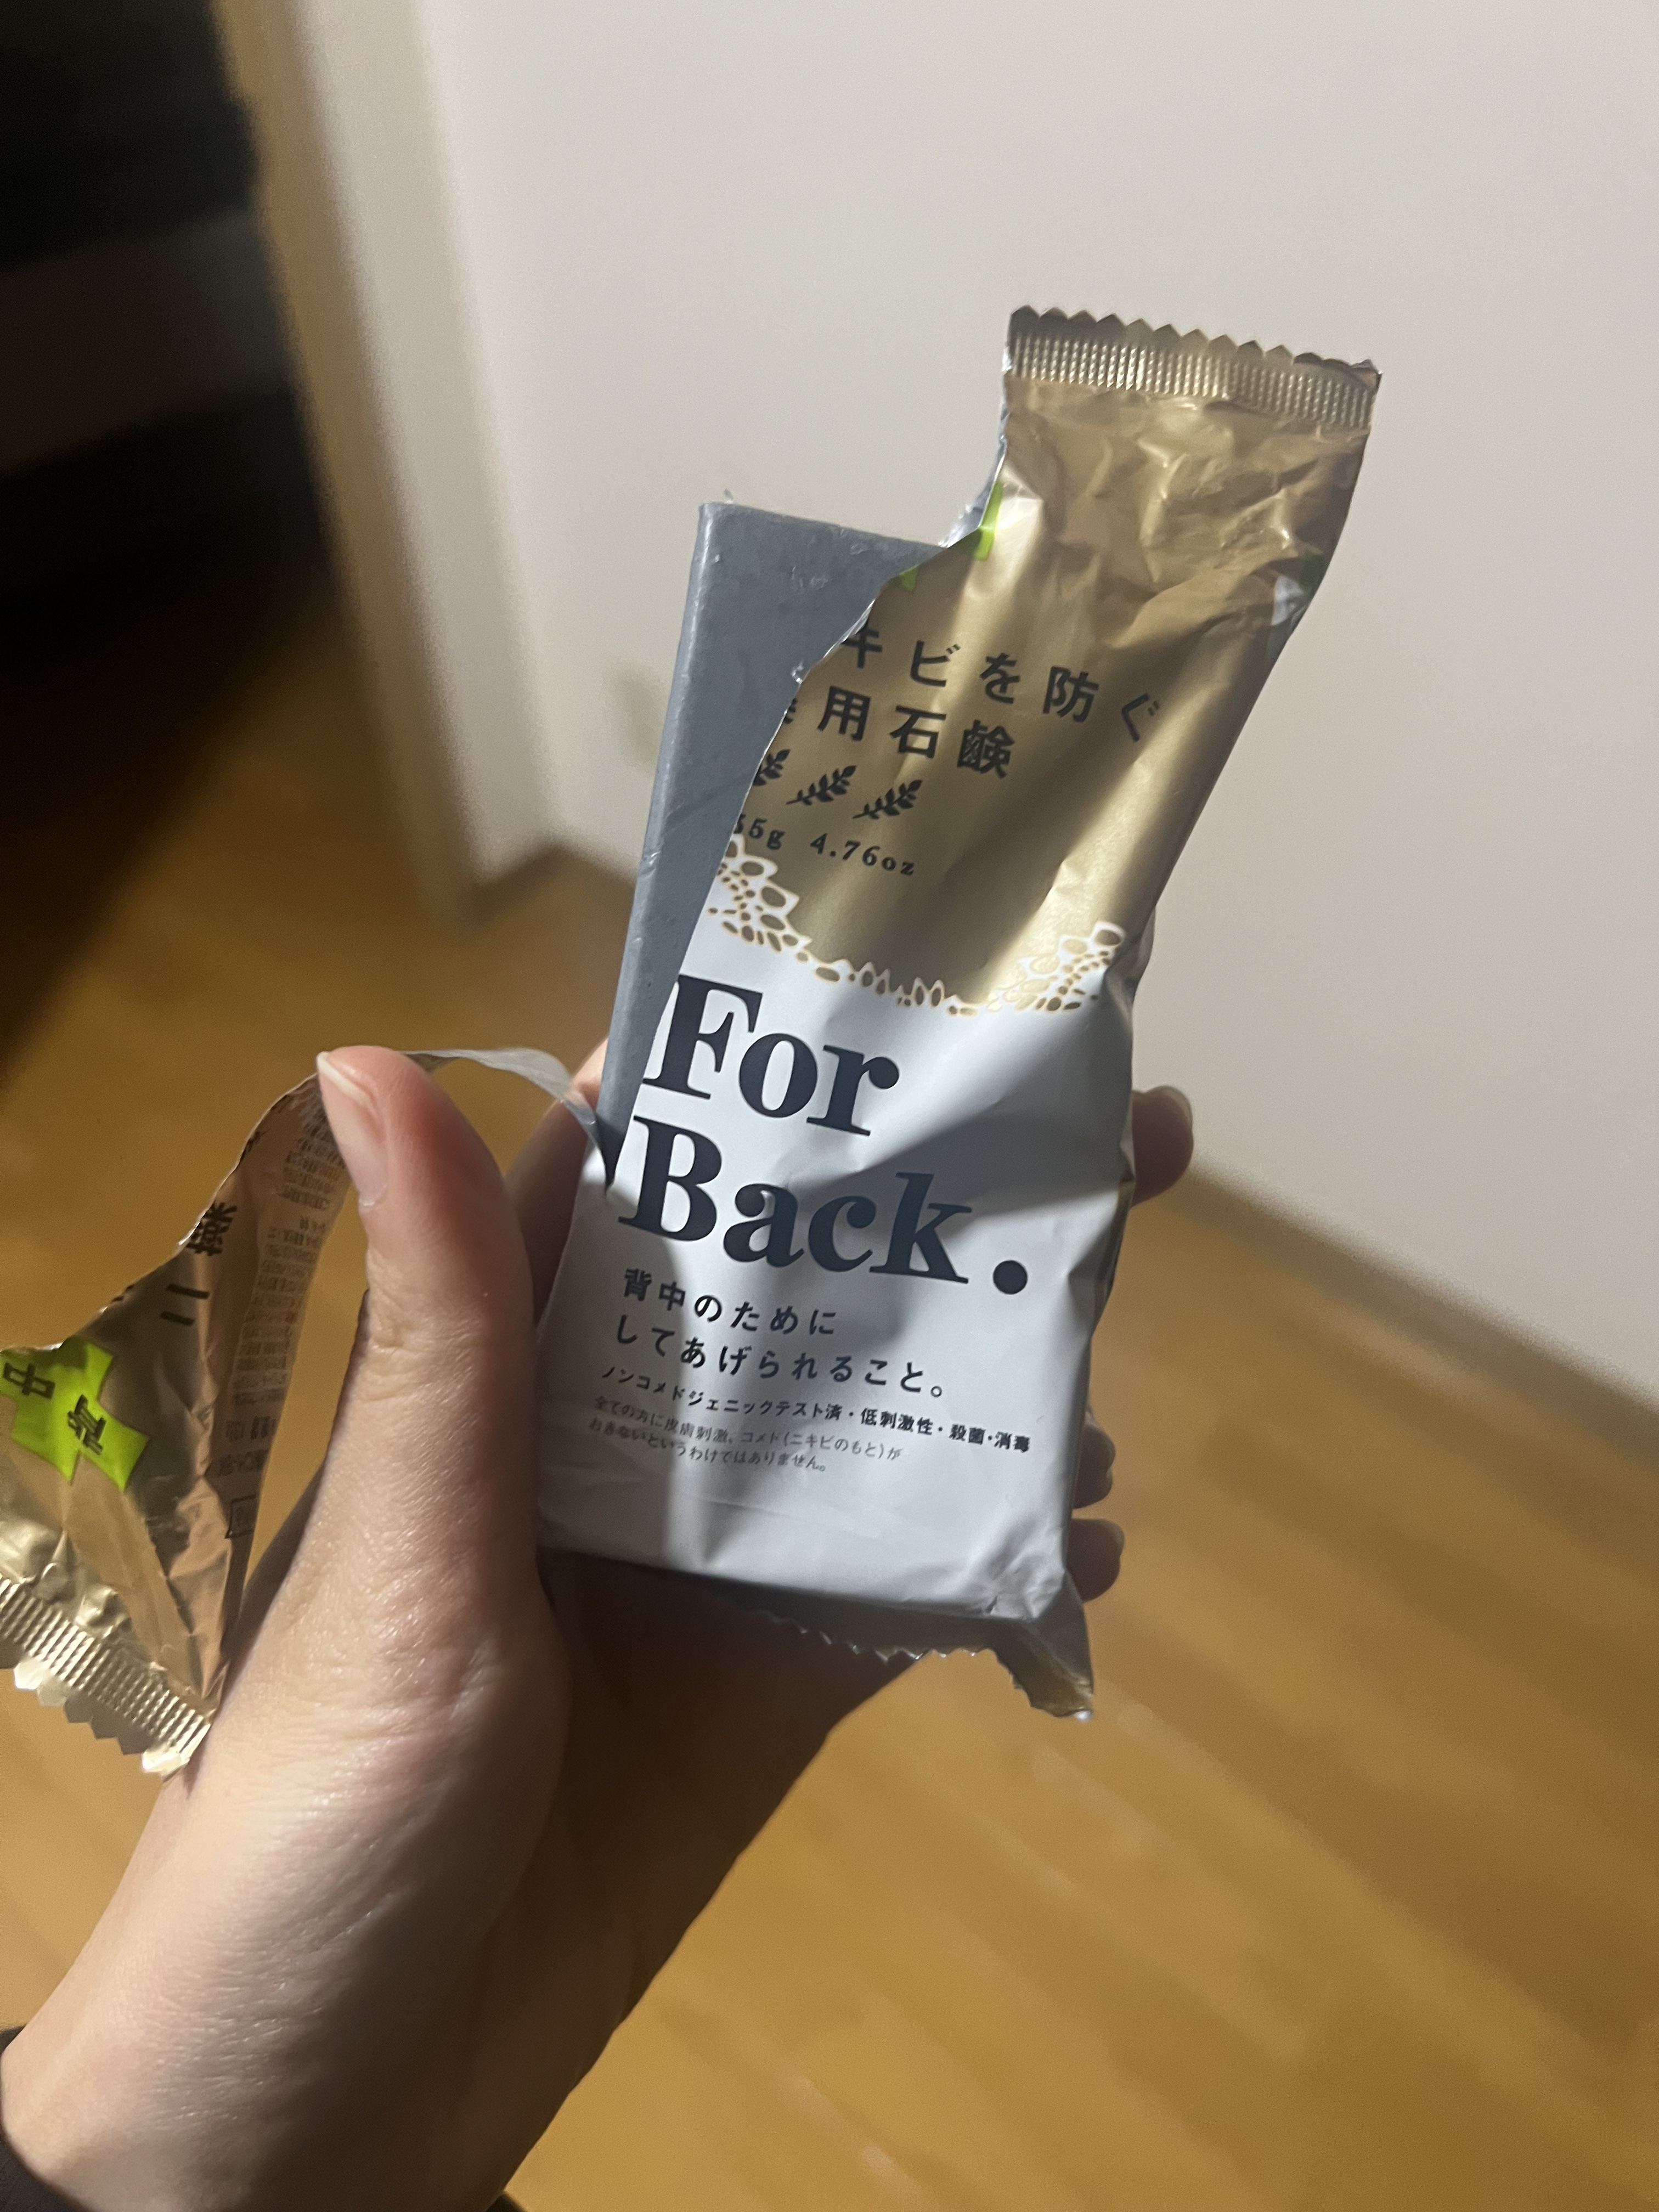 キビを防ぐ
用石鹸
5g 4.76oz
For
Back.
背中のために
してあげられること。
ノンコメドジェニックテスト済・低刺激性・殺菌・消毒
全ての方に皮膚刺激、コメド(ニキビのもと)が
おきないというわけではありません。
背
中
ニ